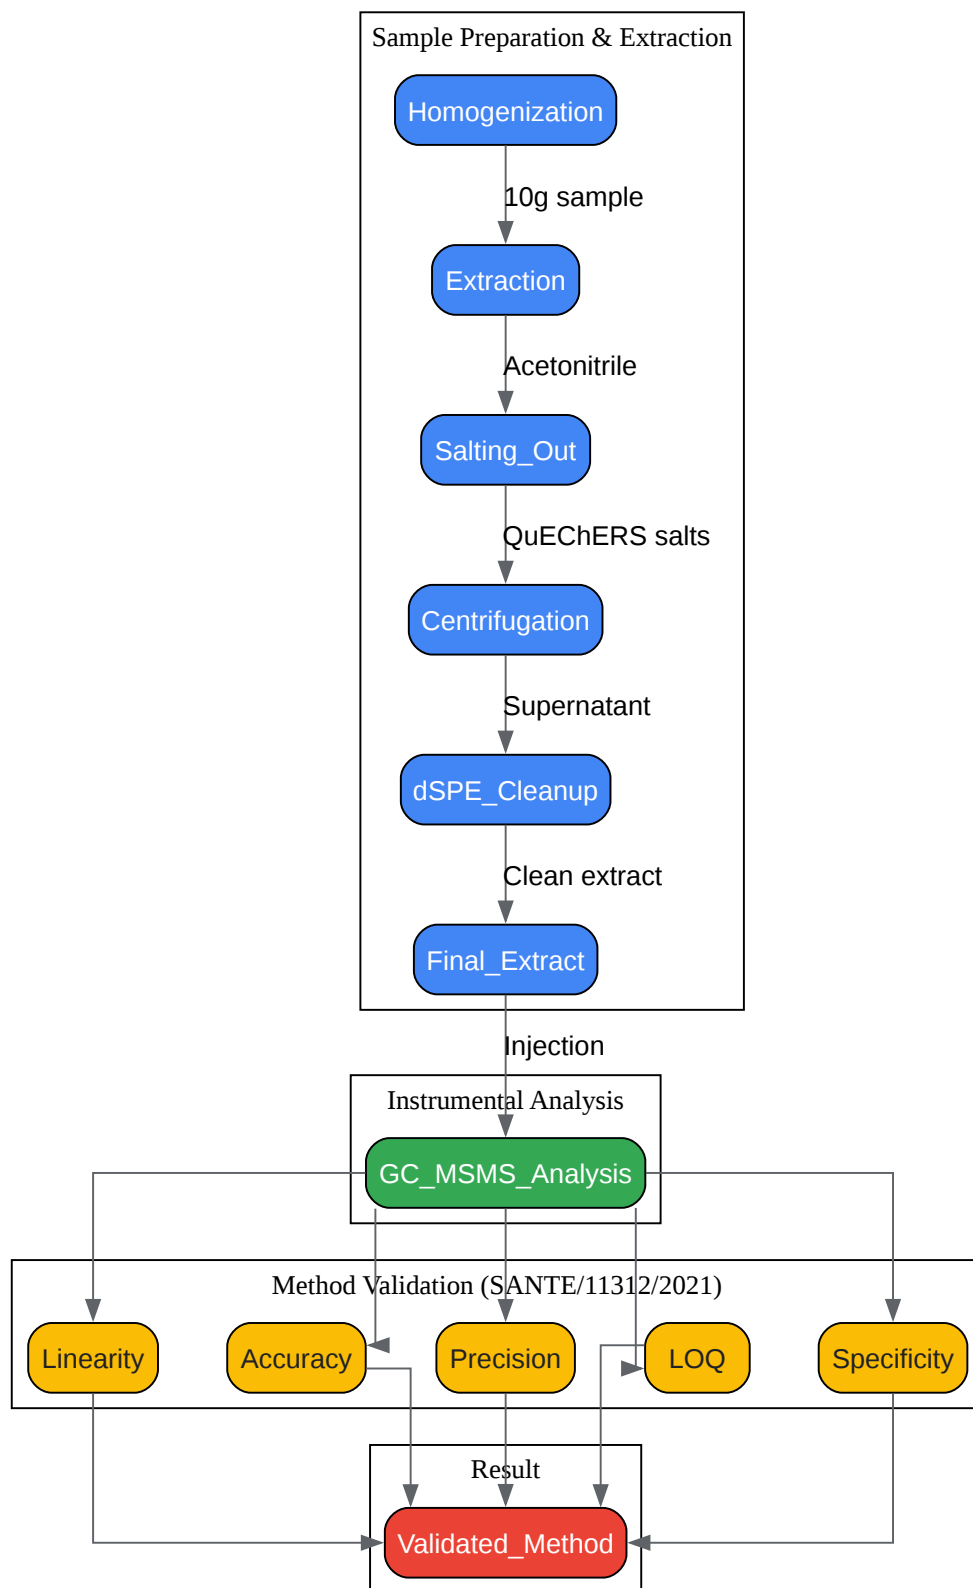 Sample Preparation & Extraction
Homogenization
10g sample
Extraction
Acetonitrile
Salting_Out
QuEChERS salts
Centrifugation
Supernatant
dSPE_Cleanup
Clean extract
Final_Extract
Injection
Instrumental Analysis
GC_MSMS_Analysis
Method Validation (SANTE/11312/2021)
Linearity
Accuracy
Precision
LOQ
Specificity
Result
Validated_Method